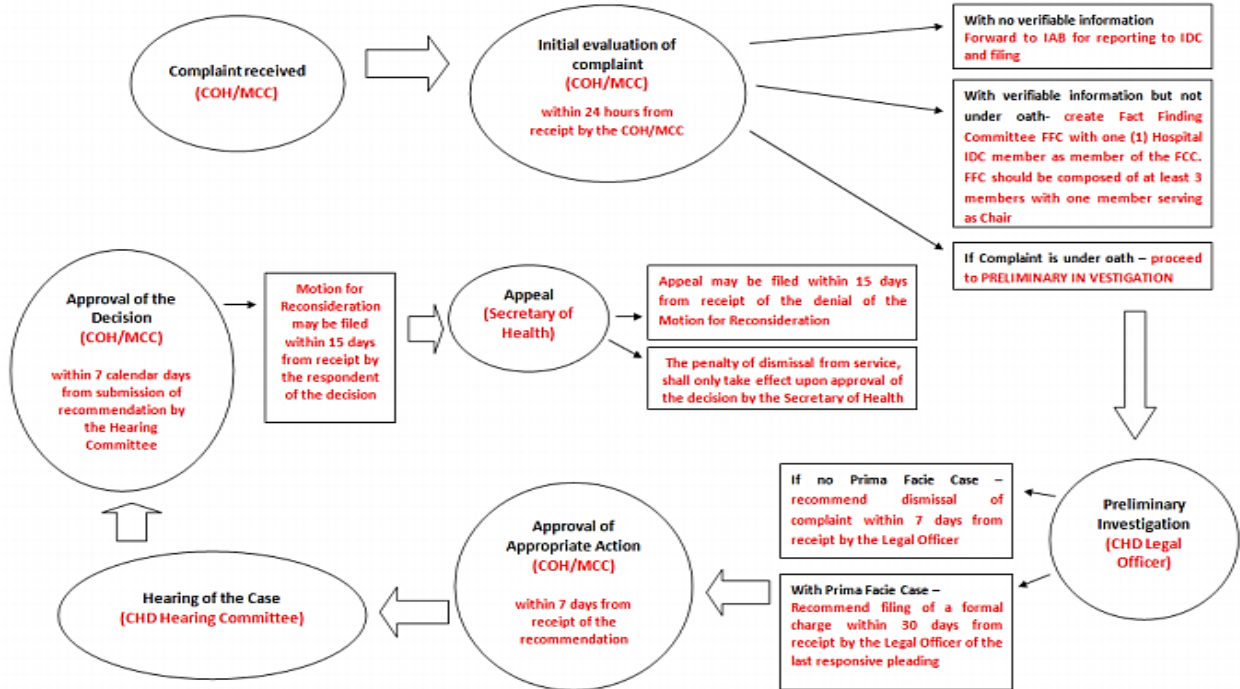 Complaint received
(COH/MCC)
Initial evaluation of
complaint
(COH/MCC)
within 24 hours from
receipt by the COH/MCC
With no verifiable information
Forward to IAB for reporting to IDC
and filing
With verifiable information but not
under oath- create Fact Finding
Committee FFC with one (1) Hospital
IDC member as member of the FCC.
FFC should be composed of at least 3
members with one member serving
as Chair
If Complaint is under oath – proceed
to PRELIMINARY IN VESTIGATION
Approval of the
Decision
(COH/MCC)
within 7 calendar days
from submission of
recommendation by
the Hearing
Committee
Motion for
Reconsideration
may be filed
within 15 days
from receipt by
the respondent
of the decision
Appeal
(Secretary of
Health)
Appeal may be filed within 15 days
from receipt of the denial of the
Motion for Reconsideration
The penalty of dismissal from service,
shall only take effect upon approval of
the decision by the Secretary of Health
If no Prima Facie Case –
recommend dismissal of
complaint within 7 days from
receipt by the Legal Officer
Preliminary
Investigation
(CHD Legal
Officer)
With Prima Facie Case –
Recommend filing of a formal
charge within 30 days from
receipt by the Legal Officer of the
last responsive pleading
Approval of
Appropriate Action
(COH/MCC)
within 7 days from
receipt of the
recommendation
Hearing of the Case
(CHD Hearing Committee)